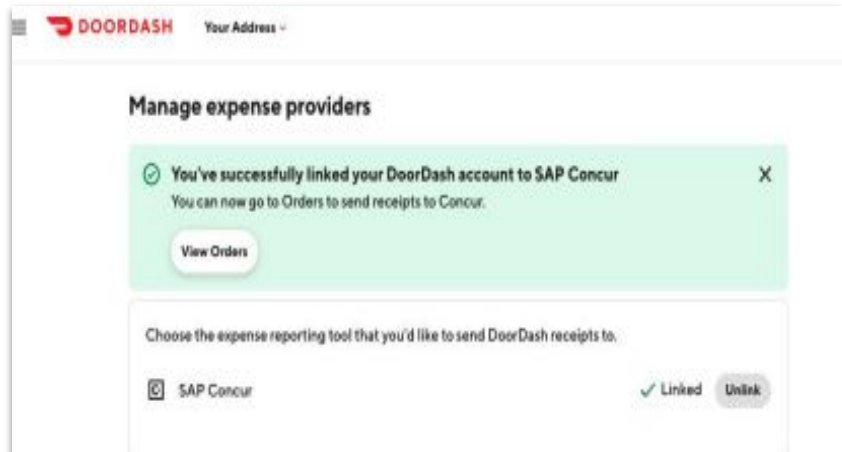 DOORDASH Your Address
Manage expense providers
You've successfully linked your DoorDash account to SAP Concur
You can now go to Orders to send receipts to Concur.
View Orders
Choose the expense reporting tool that you'd like to send DoorDash receipts to.
C SAP Concur Linked Unlink